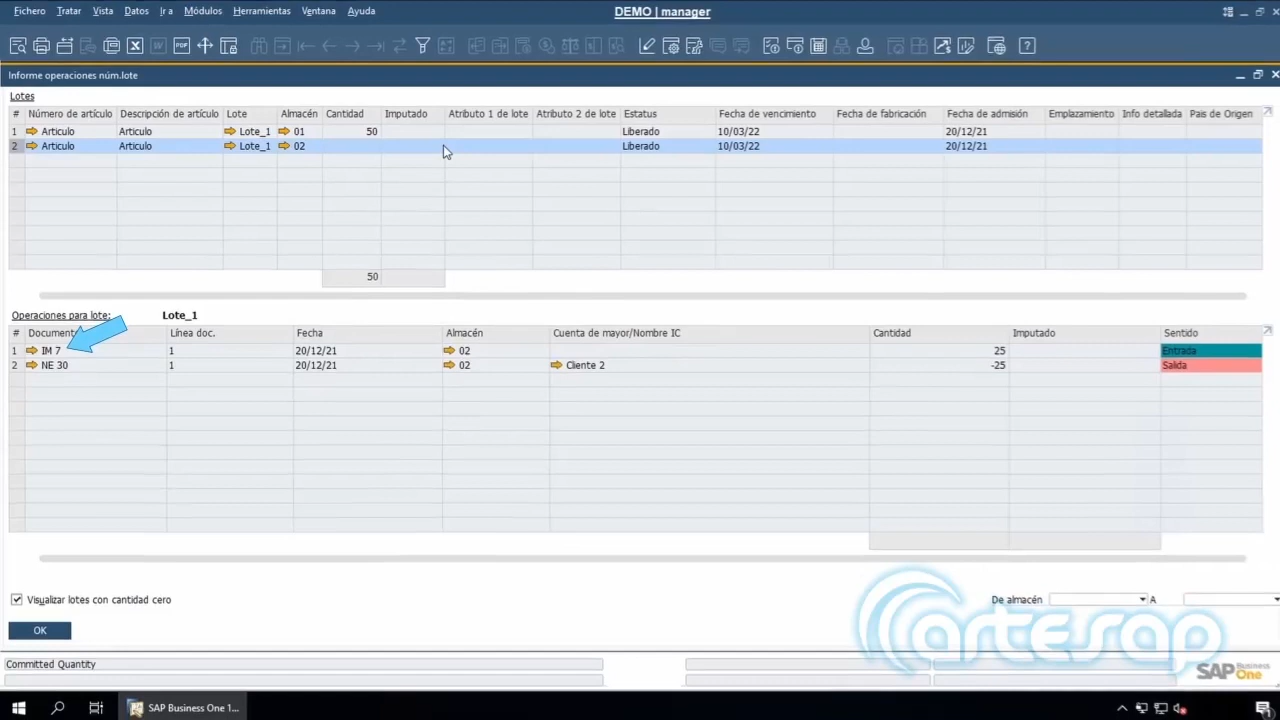 Fichero Tratar Vista Datos Ir a Módulos Herramientas Ventana Ayuda DEMO | manager
Informe operaciones núm.lote
Lotes
# Número de artículo Descripción de artículo Lote Almacén Cantidad Imputado Atributo 1 de lote Atributo 2 de lote Estatus Fecha de vencimiento Fecha de fabricación Fecha de admisión Emplazamiento Info detallada País de Origen
1 Articulo Articulo Lote_1 01 50 Liberado 10/03/22 20/12/21
2 Articulo Articulo Lote_1 02 Liberado 10/03/22 20/12/21
50
Operaciones para lote: Lote_1
# Documento Línea doc. Fecha Almacén Cuenta de mayor/Nombre IC Cantidad Imputado Sentido
1 IM 7 1 20/12/21 02 25 Entrada
2 NE 30 1 20/12/21 02 Cliente 2 -25 Salida
Visualizar lotes con cantidad cero De almacén A
OK
artesap
Committed Quantity
SAP Business One
SAP Business One 1...